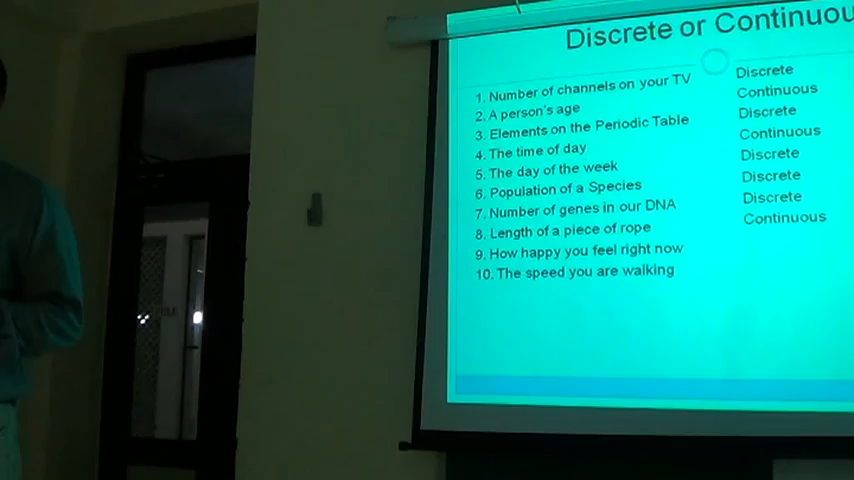 Discrete or Continuou
1. Number of channels on your TV Discrete
2. A person's age Continuous
3. Elements on the Periodic Table Discrete
4. The time of day Continuous
5. The day of the week Discrete
6. Population of a Species Discrete
7. Number of genes in our DNA Discrete
8. Length of a piece of rope Continuous
9. How happy you feel right now
10. The speed you are walking